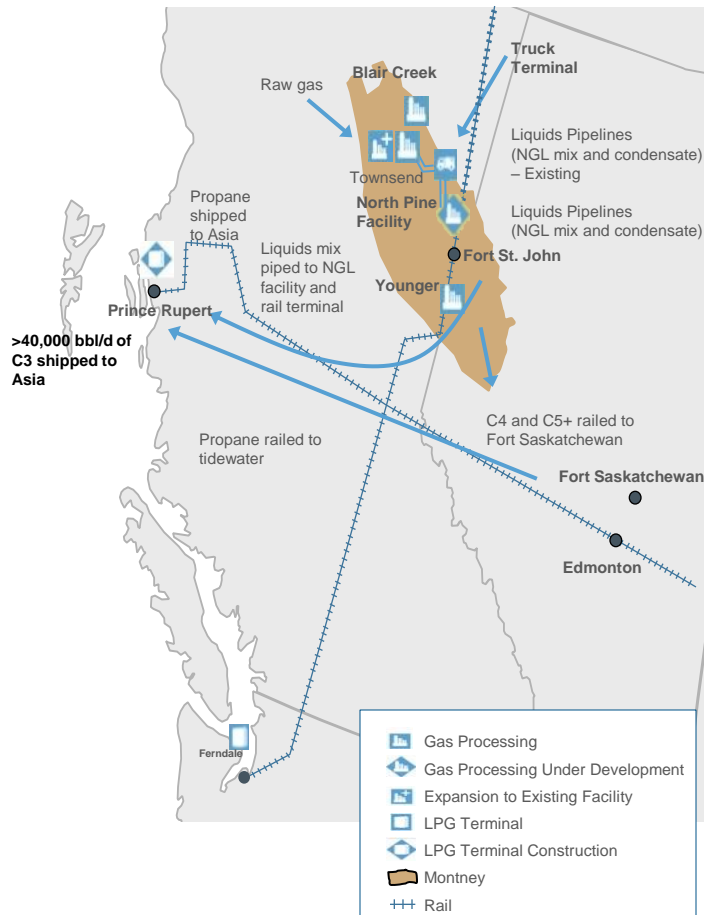 Truck
Terminal
Blair Creek
Raw gas
Liquids Pipelines
(NGL mix and condensate)
– Existing
Townsend
Propane
shipped
to Asia
North Pine
Facility
Liquids Pipelines
(NGL mix and condensate)
Liquids mix
piped to NGL
facility and
rail terminal
Fort St. John
Younger
Prince Rupert
>40,000 bbl/d of
C3 shipped to
Asia
C4 and C5+ railed to
Fort Saskatchewan
Propane railed to
tidewater
Fort Saskatchewan
Edmonton
Ferndale
Gas Processing
Gas Processing Under Development
Expansion to Existing Facility
LPG Terminal
LPG Terminal Construction
Montney
Rail